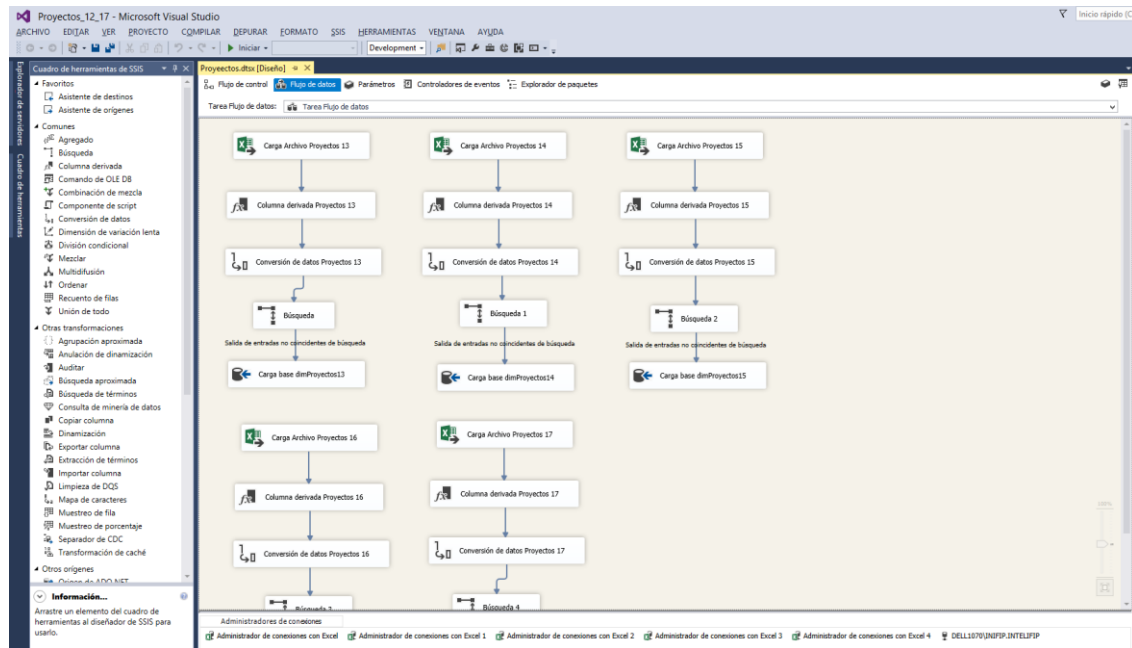 Proyectos_12_17 - Microsoft Visual Studio
Inicio rápido (C
ARCHIVO EDITAR VER PROYECTO COMPILAR DEPURAR FORMATO SSIS HERRAMIENTAS VENTANA AYUDA
Iniciar
Development
Explorador de servidores
Cuadro de herramientas
Cuadro de herramientas de SSIS
Favoritos
Asistente de destinos
Asistente de orígenes
Comunes
Agregado
Búsqueda
Columna derivada
Comando de OLE DB
Combinación de mezcla
Componente de script
Conversión de datos
Dimensión de variación lenta
División condicional
Mezclar
Multidifusión
Ordenar
Recuento de filas
Unión de todo
Otras transformaciones
Agrupación aproximada
Anulación de dinamización
Auditar
Búsqueda aproximada
Búsqueda de términos
Consulta de minería de datos
Copiar columna
Dinamización
Exportar columna
Extracción de términos
Importar columna
Limpieza de DQS
Mapa de caracteres
Muestreo de fila
Muestreo de porcentaje
Separador de CDC
Transformación de caché
Otros orígenes
Origen de ADO NET
Información...
Arrastre un elemento del cuadro de
herramientas al diseñador de SSIS para
usarlo.
Proyeectos.dtsx [Diseño]
Flujo de control Flujo de datos Parámetros Controladores de eventos Explorador de paquetes
Tarea Flujo de datos: Tarea Flujo de datos
Carga Archivo Proyectos 13
Columna derivada Proyectos 13
Conversión de datos Proyectos 13
Búsqueda
Salida de entradas no coincidentes de búsqueda
Carga base dimProyectos13
Carga Archivo Proyectos 14
Columna derivada Proyectos 14
Conversión de datos Proyectos 14
Búsqueda 1
Salida de entradas no coincidentes de búsqueda
Carga base dimProyectos14
Carga Archivo Proyectos 15
Columna derivada Proyectos 15
Conversión de datos Proyectos 15
Búsqueda 2
Salida de entradas no coincidentes de búsqueda
Carga base dimProyectos15
Carga Archivo Proyectos 16
Columna derivada Proyectos 16
Conversión de datos Proyectos 16
Búsqueda 3
Carga Archivo Proyectos 17
Columna derivada Proyectos 17
Conversión de datos Proyectos 17
Búsqueda 4
100%
Administradores de conexiones
Administrador de conexiones con Excel Administrador de conexiones con Excel 1 Administrador de conexiones con Excel 2 Administrador de conexiones con Excel 3 Administrador de conexiones con Excel 4 DELL1070\INIFIP.INTELIFIP